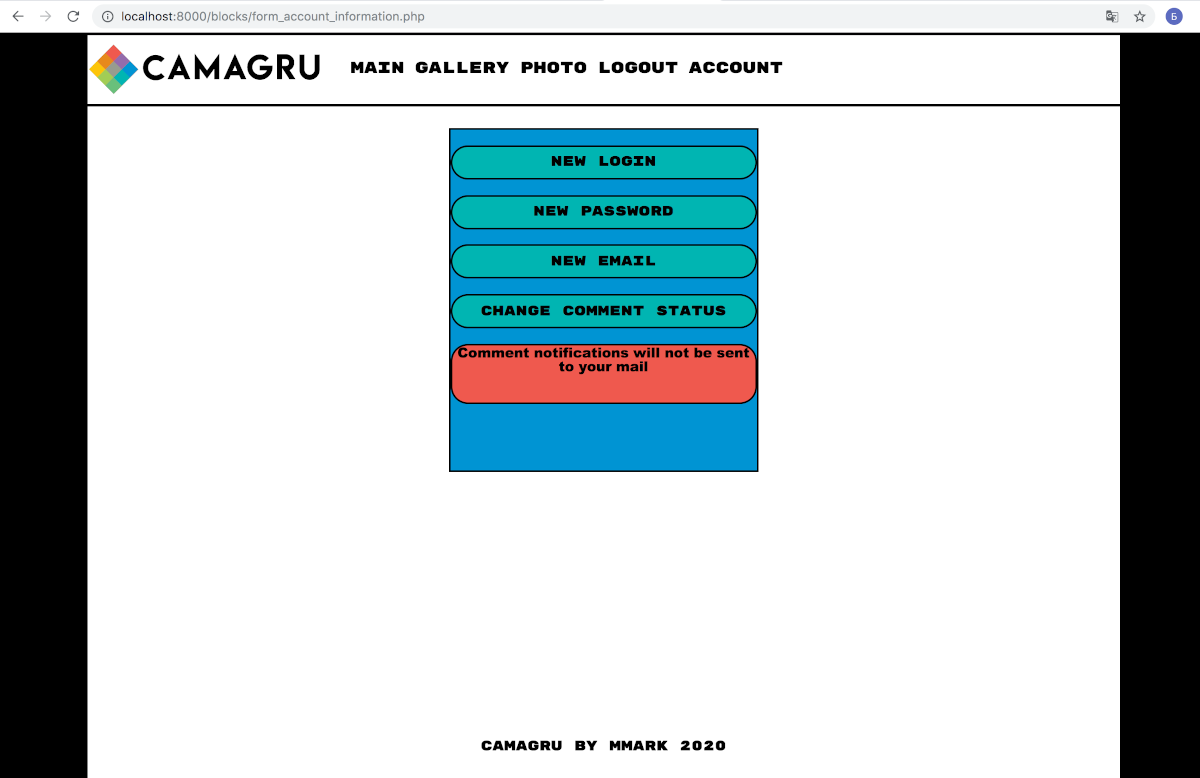 localhost:8000/blocks/form_account_information.php
Б
CAMAGRU
MAIN GALLERY PHOTO LOGOUT ACCOUNT
NEW LOGIN
NEW PASSWORD
NEW EMAIL
CHANGE COMMENT STATUS
Comment notifications will not be sent
to your mail
CAMAGRU BY MMARK 2020